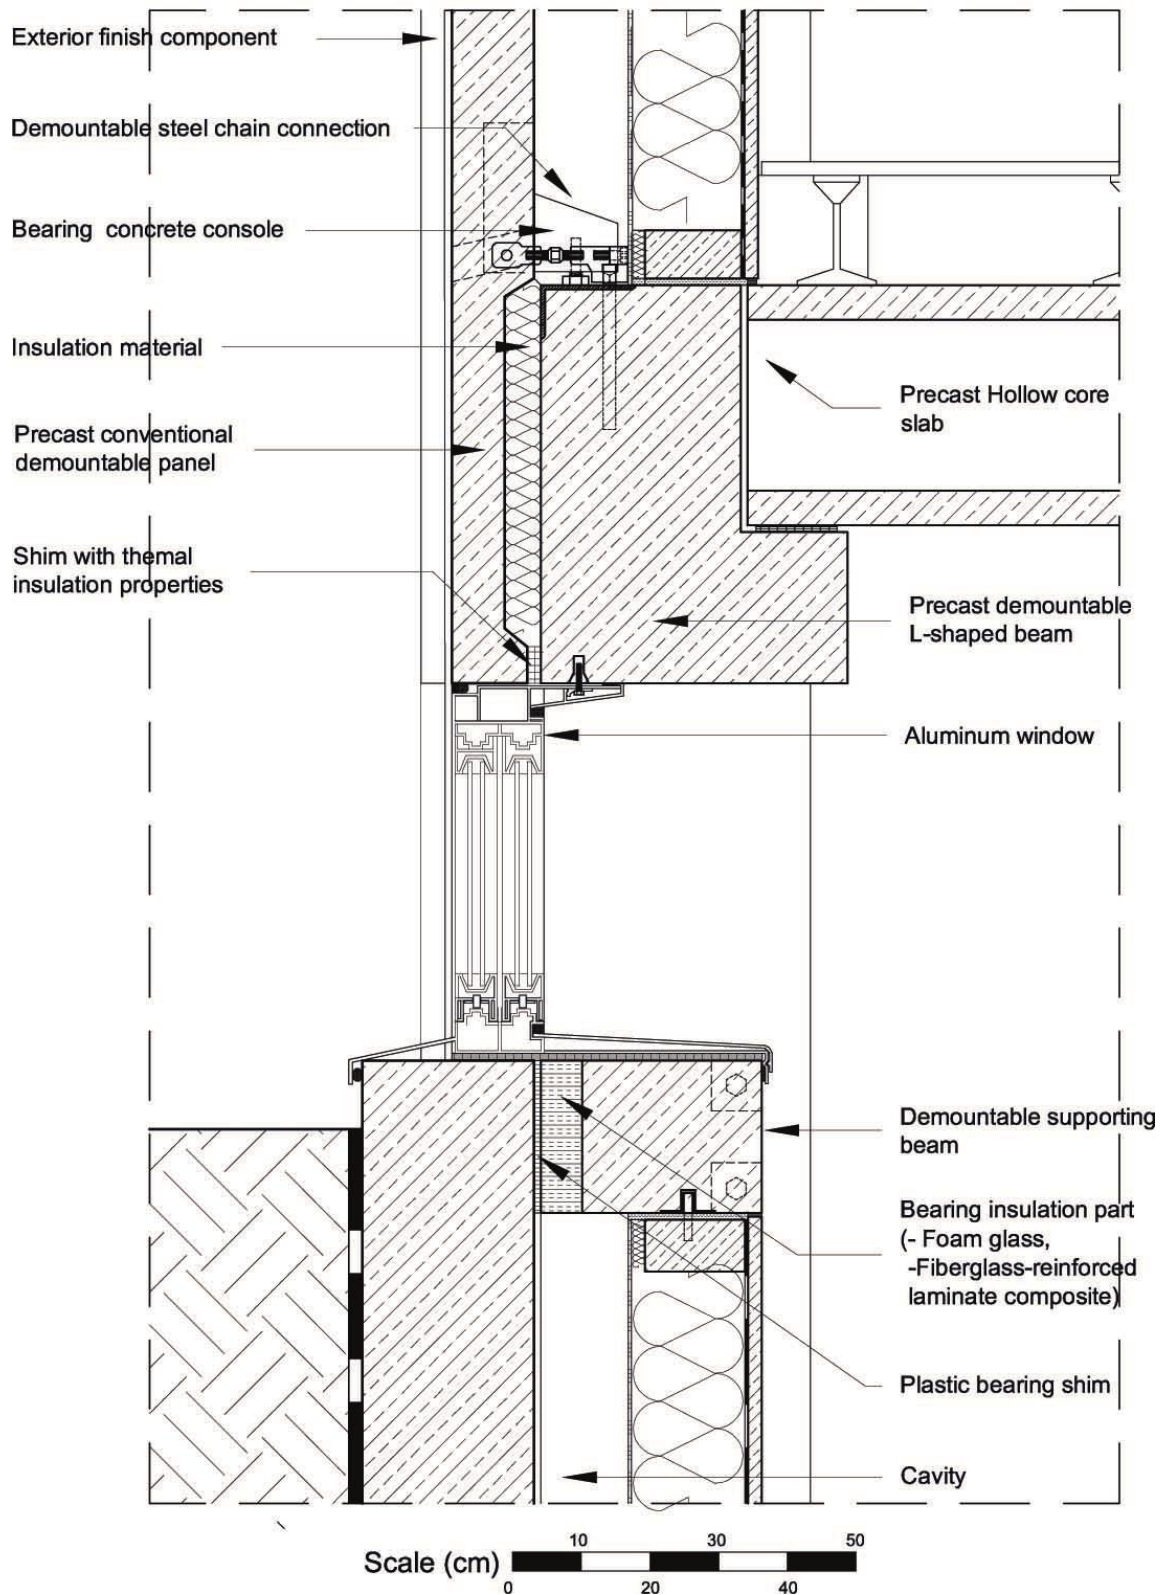 Exterior finish component
Demountable steel chain connection
Bearing concrete console
Insulation material
Precast conventional
demountable panel
Shim with themal
insulation properties
Precast Hollow core
slab
Precast demountable
L-shaped beam
Aluminum window
Demountable supporting
beam
Bearing insulation part
(- Foam glass,
-Fiberglass-reinforced
laminate composite)
Plastic bearing shim
Cavity
10 30 50
Scale (cm)
0 20 40